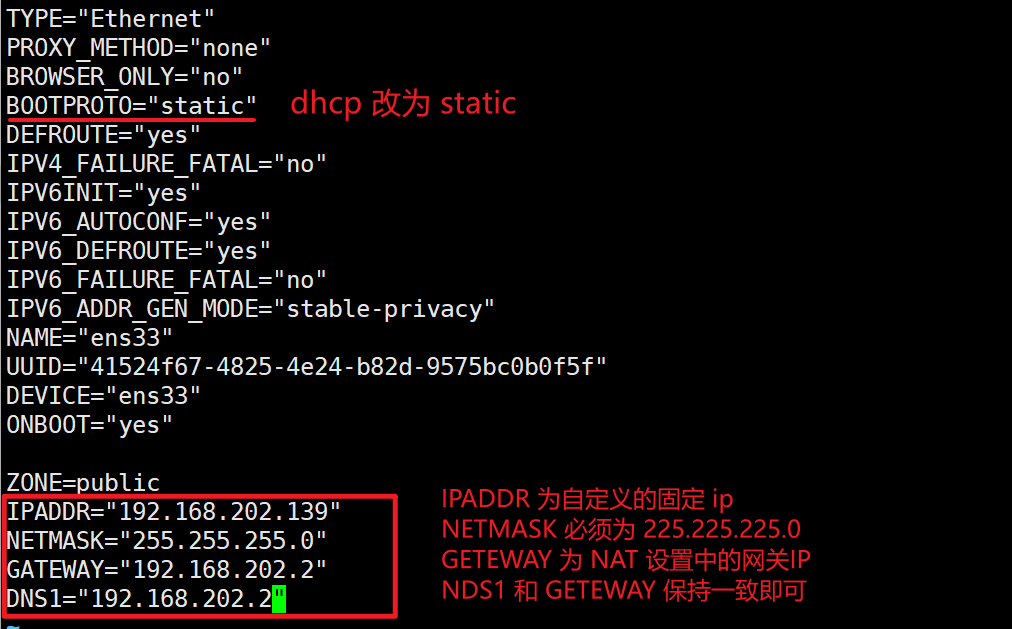 TYPE="Ethernet"
PROXY_METHOD="none"
BROWSER_ONLY="no"
BOOTPROTO="static" dhcp 改为 static
DEFROUTE="yes"
IPV4_FAILURE_FATAL="no"
IPV6INIT="yes"
IPV6_AUTOCONF="yes"
IPV6_DEFROUTE="yes"
IPV6_FAILURE_FATAL="no"
IPV6_ADDR_GEN_MODE="stable-privacy"
NAME="ens33"
UUID="41524f67-4825-4e24-b82d-9575bc0b0f5f"
DEVICE="ens33"
ONBOOT="yes"
ZONE=public
IPADDR="192.168.202.139"
NETMASK="255.255.255.0"
GATEWAY="192.168.202.2"
DNS1="192.168.202.2"
IPADDR 为自定义的固定 ip
NETMASK 必须为 225.225.225.0
GETEWAY 为 NAT 设置中的网关IP
NDS1 和 GETEWAY 保持一致即可
~